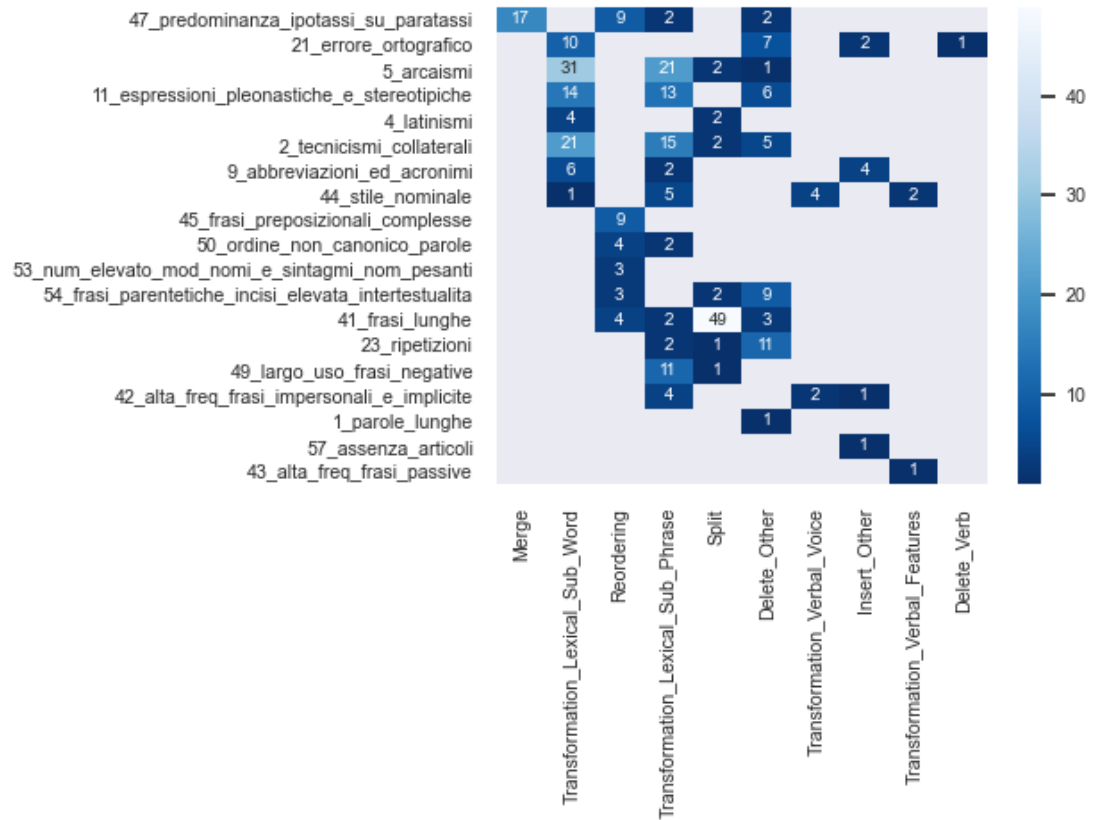 47_predominanza_ipotassi_su_paratassi 17 9 2 2
21_errore_ortografico 10 7 2 1
5_arcaismi 31 21 2 1
11_espressioni_pleonastiche_e_stereotipiche 14 13 6
4_latinismi 4 2
2_tecnicismi_collaterali 21 15 2 5
9_abbreviazioni_ed_acronimi 6 2 4
44_stile_nominale 1 5 4 2
45_frasi_preposizionali_complesse 9
50_ordine_non_canonico_parole 4 2
53_num_elevato_mod_nomi_e_sintagmi_nom_pesanti 3
54_frasi_parentetiche_incisi_elevata_intertestualita 3 2 9
41_frasi_lunghe 4 2 49 3
23_ripetizioni 2 1 11
49_largo_uso_frasi_negative 11 1
42_alta_freq_frasi_impersonali_e_implicite 4 2 1
1_parole_lunghe 1
57_assenza_articoli 1
43_alta_freq_frasi_passive 1
Merge
Transformation_Lexical_Sub_Word
Reordering
Transformation_Lexical_Sub_Phrase
Split
Delete_Other
Transformation_Verbal_Voice
Insert_Other
Transformation_Verbal_Features
Delete_Verb
40
30
20
10